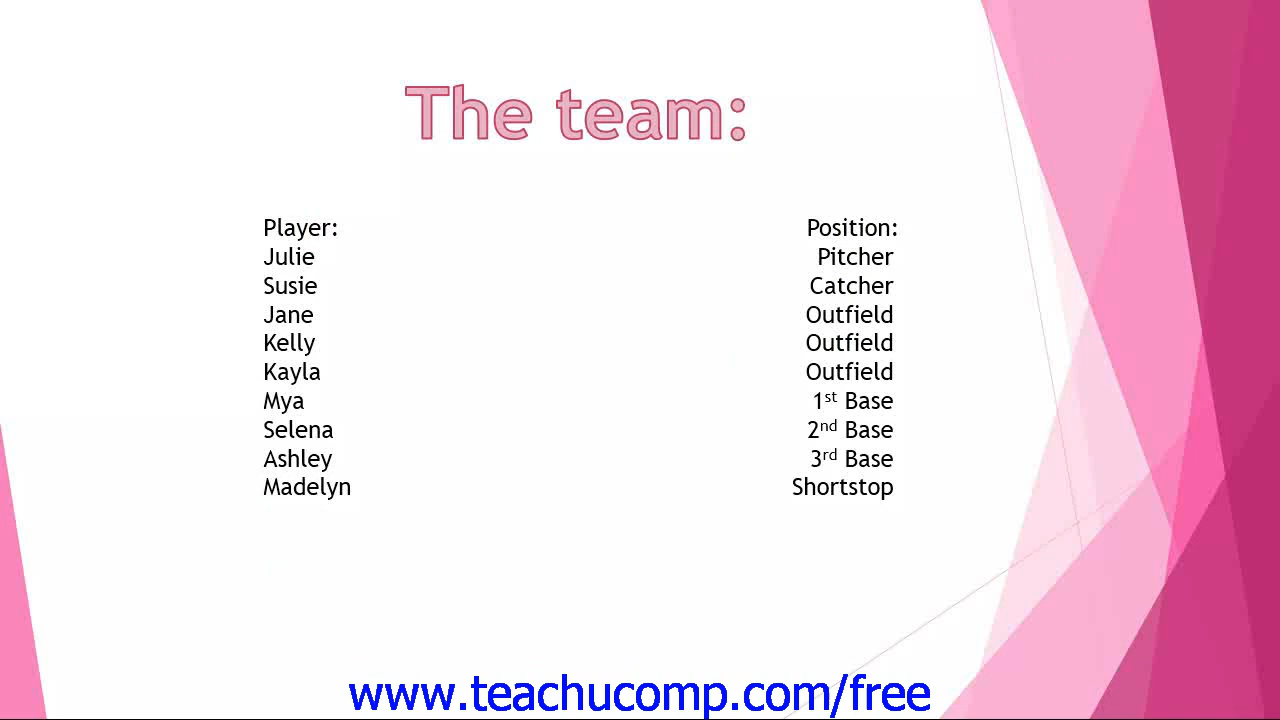 The team:
Player: Position:
Julie Pitcher
Susie Catcher
Jane Outfield
Kelly Outfield
Kayla Outfield
Mya 1st Base
Selena 2nd Base
Ashley 3rd Base
Madelyn Shortstop
www.teachucomp.com/free